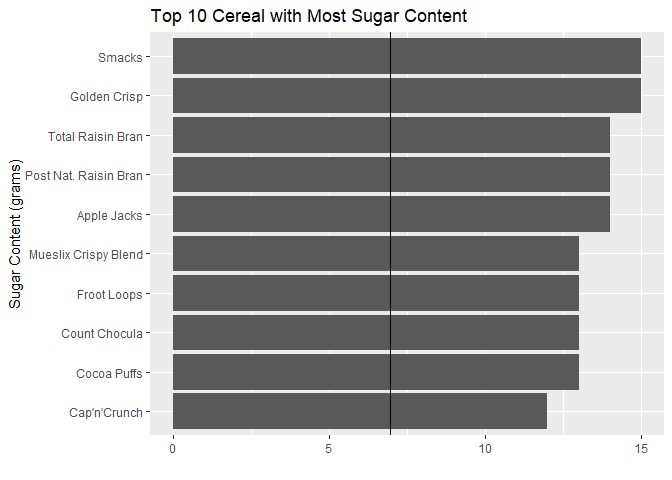 Top 10 Cereal with Most Sugar Content
Sugar Content (grams)
Smacks
Golden Crisp
Total Raisin Bran
Post Nat. Raisin Bran
Apple Jacks
Mueslix Crispy Blend
Froot Loops
Count Chocula
Cocoa Puffs
Cap'n'Crunch
0 5 10 15